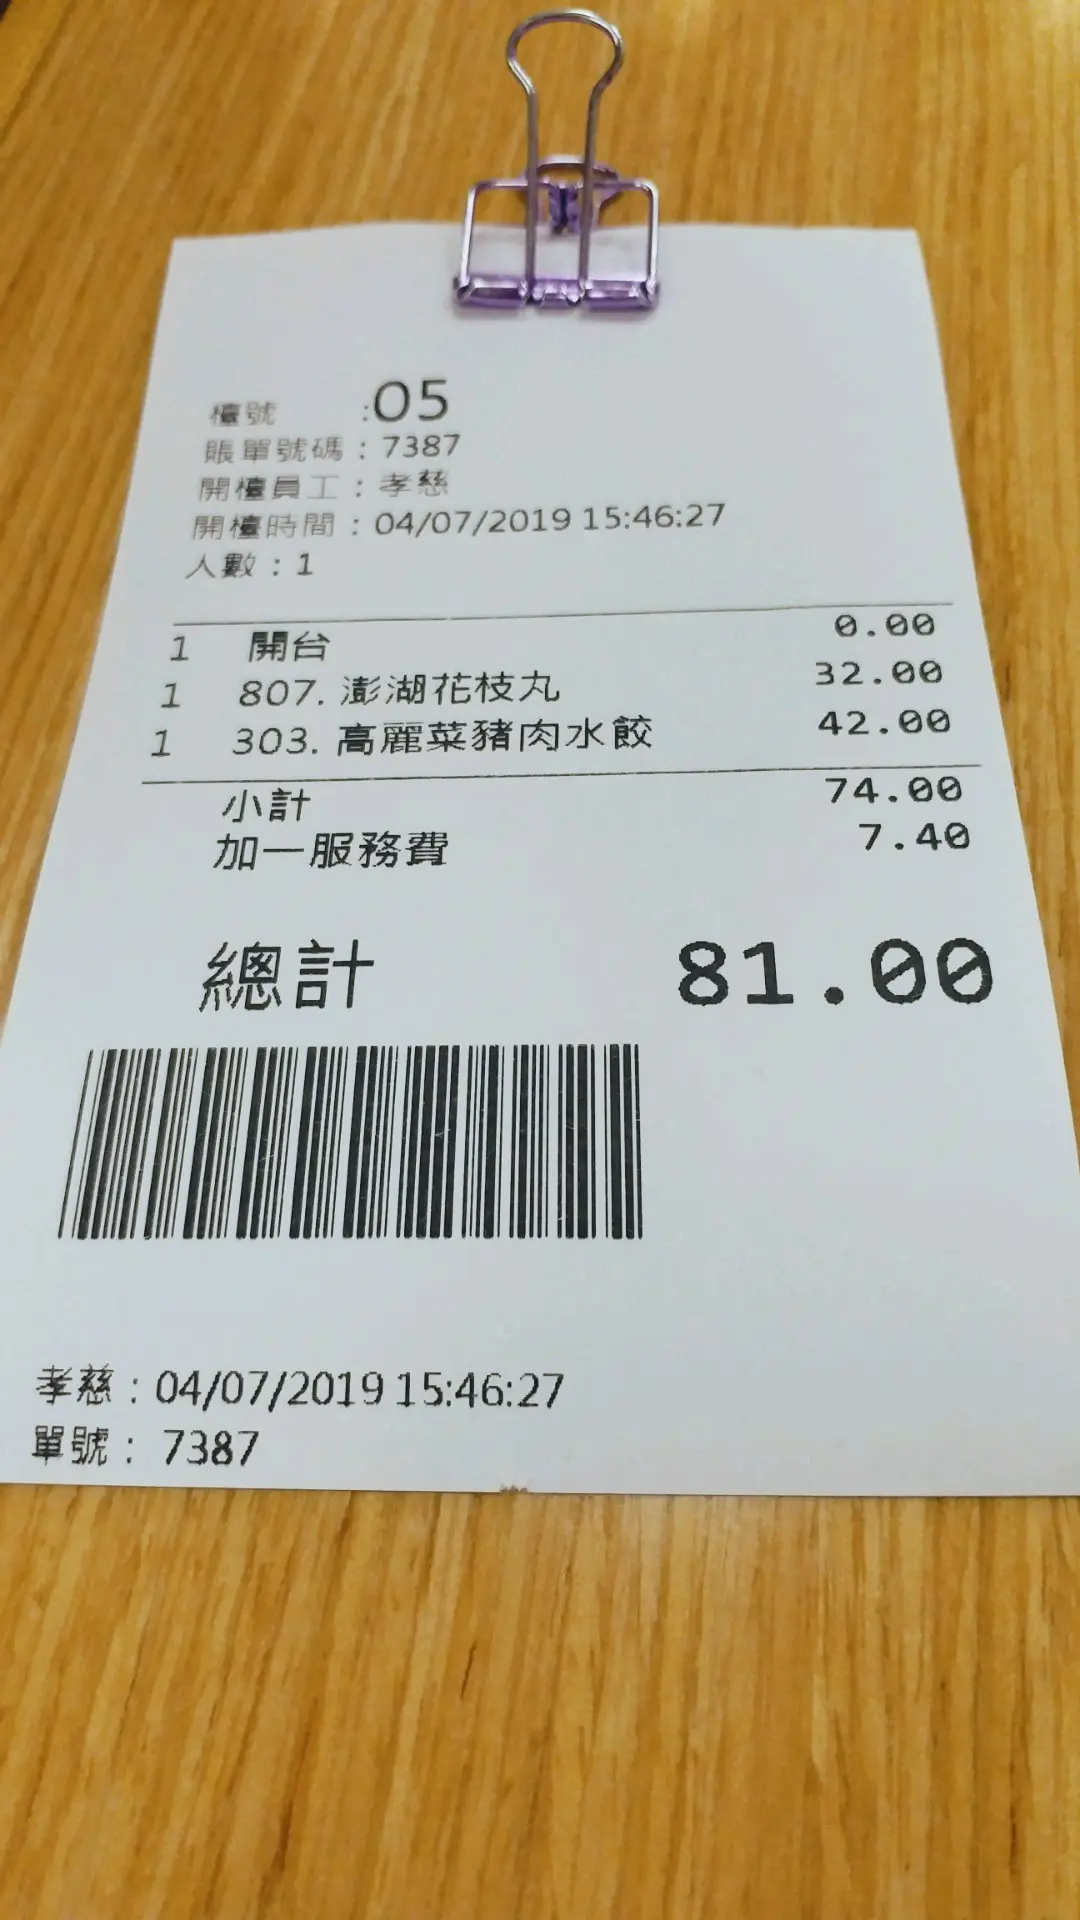 檯號 :05
賬單號碼 : 7387
開檯員工 : 孝慈
開檯時間 : 04/07/2019 15:46:27
人數 : 1
1 開台 0.00
1 807. 澎湖花枝丸 32.00
1 303. 高麗菜豬肉水餃 42.00
小計 74.00
加一服務費 7.40
總計 81.00
孝慈 : 04/07/2019 15:46:27
單號 : 7387